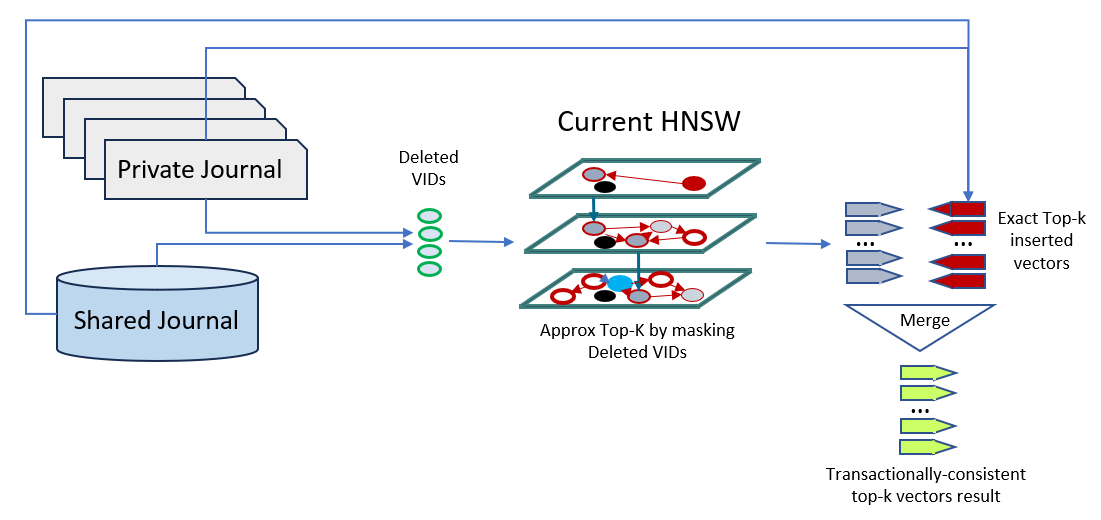 Current HNSW
Deleted
VIDs
Private Journal
Shared Journal
Approx Top-K by masking
Deleted VIDs
...
...
Exact Top-k
inserted
vectors
Merge
...
Transactionally-consistent
top-k vectors result